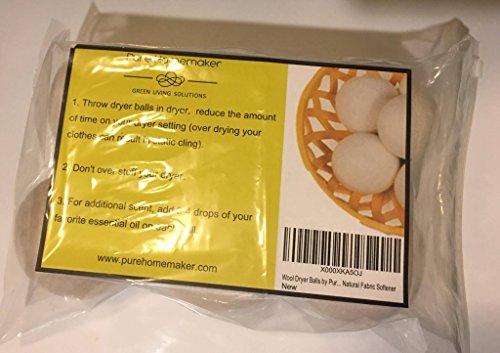 Pure Homemaker
GREEN LIVING SOLUTIONS
1. Throw dryer balls in dryer, reduce the amount
of time on your dryer setting (over drying your
clothes can result in static cling).
2. Don't over stuff your dryer.
3. For additional scent, add drops of your
favorite essential oil on each ball.
www.purehomemaker.com
X000XKA5OJ
Wool Dryer Balls by Pur... Natural Fabric Softener
New